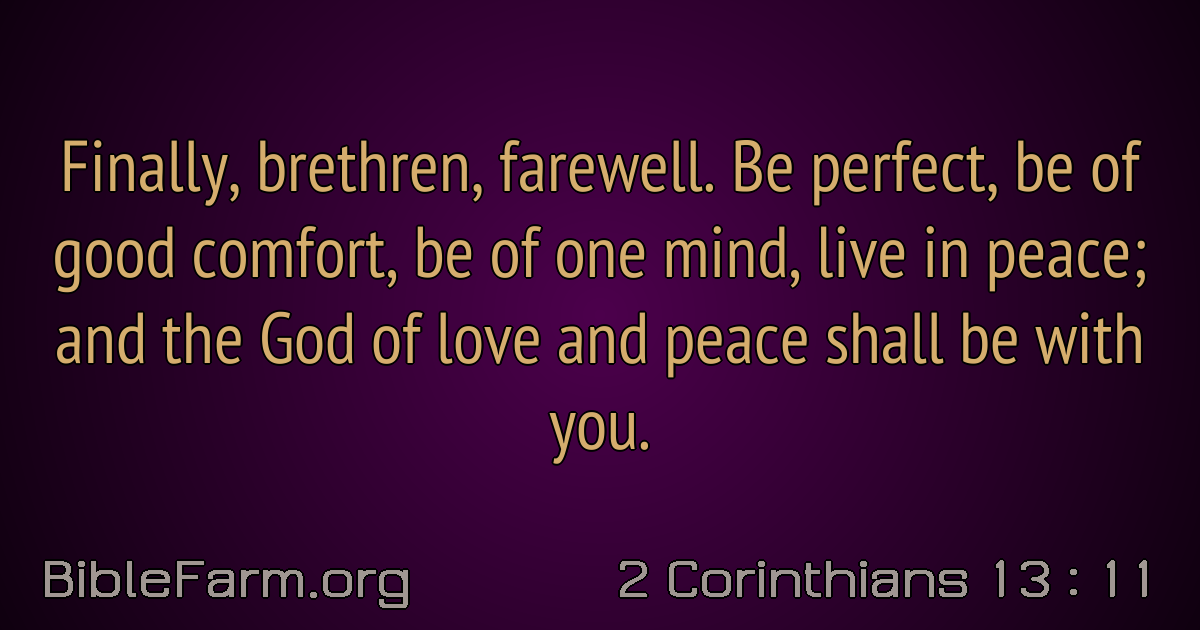 Finally, brethren, farewell. Be perfect, be of
good comfort, be of one mind, live in peace;
and the God of love and peace shall be with
you.
BibleFarm.org
2 Corinthians 13 : 11